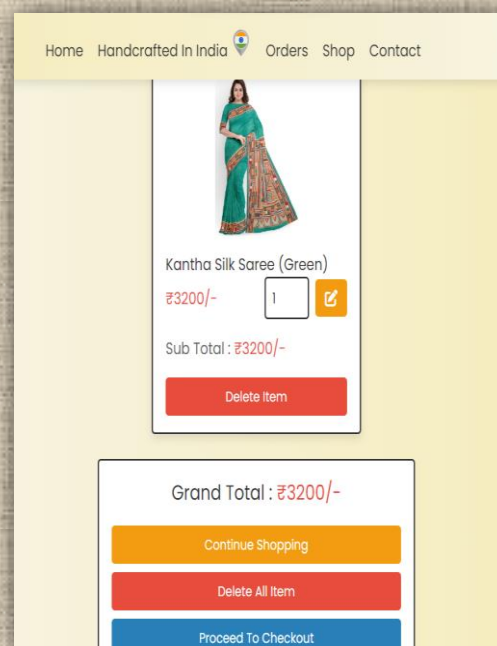 Home Handcrafted In India Orders Shop Contact
Kantha Silk Saree (Green)
₹3200/- 1
Sub Total : ₹3200/-
Delete Item
Grand Total : ₹3200/-
Continue Shopping
Delete All Item
Proceed To Checkout